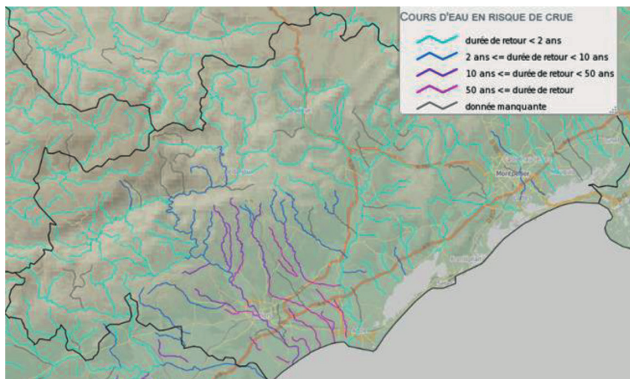 COURS D'EAU EN RISQUE DE CRUE
durée de retour < 2 ans
2 ans <= durée de retour < 10 ans
10 ans <= durée de retour < 50 ans
50 ans <= durée de retour
donnée manquante
Montpellier